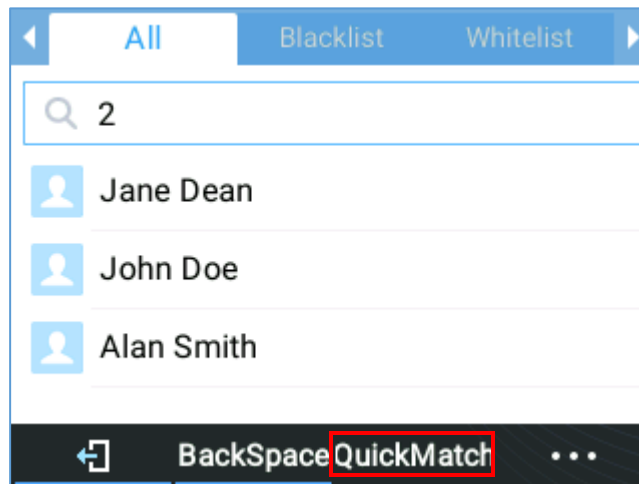 All Blacklist Whitelist
2
Jane Dean
John Doe
Alan Smith
BackSpace QuickMatch